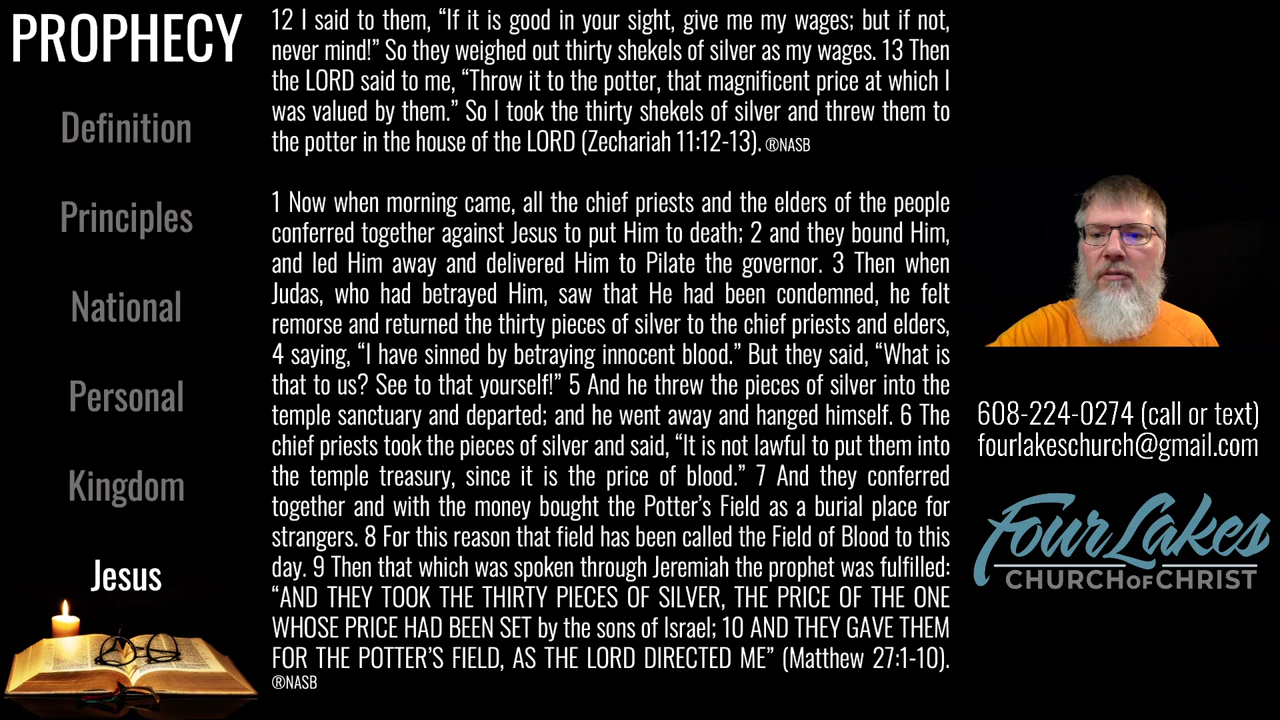 PROPHECY
Definition
Principles
National
Personal
Kingdom
Jesus
12 I said to them, “If it is good in your sight, give me my wages; but if not,
never mind!” So they weighed out thirty shekels of silver as my wages. 13 Then
the LORD said to me, “Throw it to the potter, that magnificent price at which I
was valued by them.” So I took the thirty shekels of silver and threw them to
the potter in the house of the LORD (Zechariah 11:12-13). ®NASB
1 Now when morning came, all the chief priests and the elders of the people
conferred together against Jesus to put Him to death; 2 and they bound Him,
and led Him away and delivered Him to Pilate the governor. 3 Then when
Judas, who had betrayed Him, saw that He had been condemned, he felt
remorse and returned the thirty pieces of silver to the chief priests and elders,
4 saying, “I have sinned by betraying innocent blood.” But they said, “What is
that to us? See to that yourself!” 5 And he threw the pieces of silver into the
temple sanctuary and departed; and he went away and hanged himself. 6 The
chief priests took the pieces of silver and said, “It is not lawful to put them into
the temple treasury, since it is the price of blood.” 7 And they conferred
together and with the money bought the Potter’s Field as a burial place for
strangers. 8 For this reason that field has been called the Field of Blood to this
day. 9 Then that which was spoken through Jeremiah the prophet was fulfilled:
“AND THEY TOOK THE THIRTY PIECES OF SILVER, THE PRICE OF THE ONE
WHOSE PRICE HAD BEEN SET by the sons of Israel; 10 AND THEY GAVE THEM
FOR THE POTTER’S FIELD, AS THE LORD DIRECTED ME” (Matthew 27:1-10).
®NASB
608-224-0274 (call or text)
fourlakeschurch@gmail.com
Four Lakes
CHURCH OF CHRIST